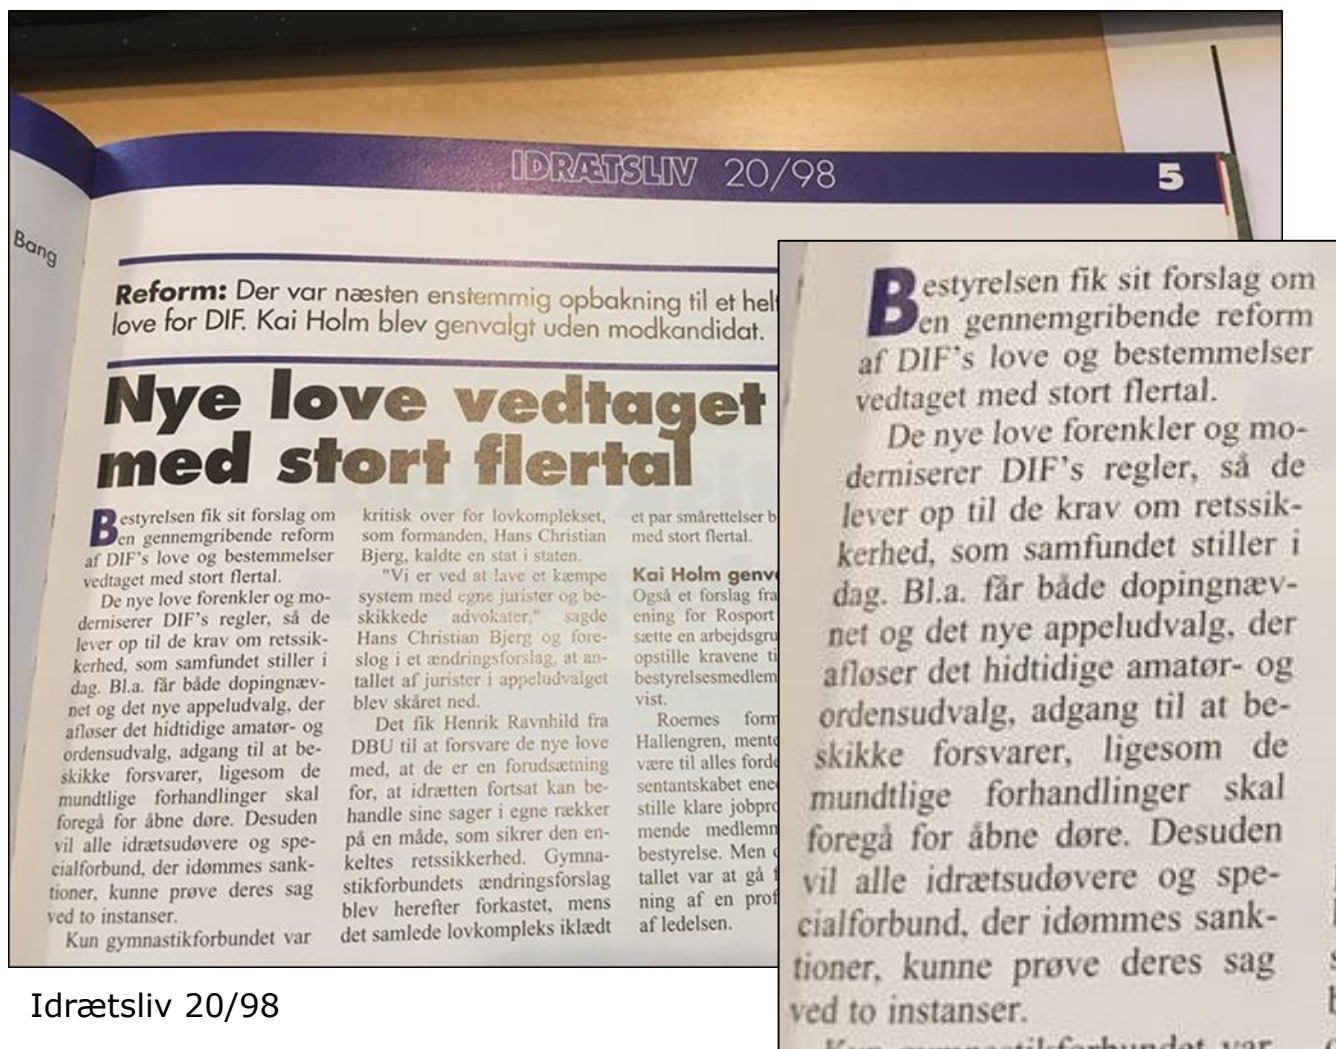 IDRÆTSLIV 20/98
5
Bang
Reform: Der var næsten enstemmig opbakning til et helt
love for DIF. Kai Holm blev genvalgt uden modkandidat.
Nye love vedtaget
med stort flertal
Bestyrelsen fik sit forslag om
en gennemgribende reform
af DIF's love og bestemmelser
vedtaget med stort flertal.
De nye love forenkler og mo-
derniserer DIF's regler, så de
lever op til de krav om retssik-
kerhed, som samfundet stiller i
dag. Bl.a. får både dopingnæv-
net og det nye appeludvalg, der
afløser det hidtidige amatør- og
ordensudvalg, adgang til at be-
skikke forsvarer, ligesom de
mundtlige forhandlinger skal
foregå for åbne døre. Desuden
vil alle idrætsudøvere og spe-
cialforbund, der idømmes sank-
tioner, kunne prøve deres sag
ved to instanser.
Kun gymnastikforbundet var
kritisk over for lovkomplekset,
som formanden, Hans Christian
Bjerg, kaldte en stat i staten.
"Vi er ved at lave et kæmpe
system med egne jurister og be-
skikkede advokater," sagde
Hans Christian Bjerg og fore-
slog i et ændringsforslag, at an-
tallet af jurister i appeludvalget
blev skåret ned.
Det fik Henrik Ravnhild fra
DBU til at forsvare de nye love
med, at de er en forudsætning
for, at idrætten fortsat kan be-
handle sine sager i egne rækker
på en måde, som sikrer den en-
keltes retssikkerhed. Gymna-
stikforbundets ændringsforslag
blev herefter forkastet, mens
det samlede lovkompleks iklædt
et par smårettelser b
med stort flertal.
Kai Holm genv
Også et forslag fra
ening for Rosport
sætte en arbejdsgru
opstille kravene ti
bestyrelsesmedlem
vist.
Roernes form
Hallengren, mente
være til alles forde
sentantskabet ene
stille klare jobpro
mende medlemn
bestyrelse. Men
tallet var at gå
ning af en prof
af ledelsen.
Bestyrelsen fik sit forslag om
en gennemgribende reform
af DIF's love og bestemmelser
vedtaget med stort flertal.
De nye love forenkler og mo-
derniserer DIF's regler, så de
lever op til de krav om retssik-
kerhed, som samfundet stiller i
dag. Bl.a. får både dopingnæv-
net og det nye appeludvalg, der
afløser det hidtidige amatør- og
ordensudvalg, adgang til at be-
skikke forsvarer, ligesom de
mundtlige forhandlinger skal
foregå for åbne døre. Desuden
vil alle idrætsudøvere og spe-
cialforbund, der idømmes sank-
tioner, kunne prøve deres sag
ved to instanser.
Idrætsliv 20/98